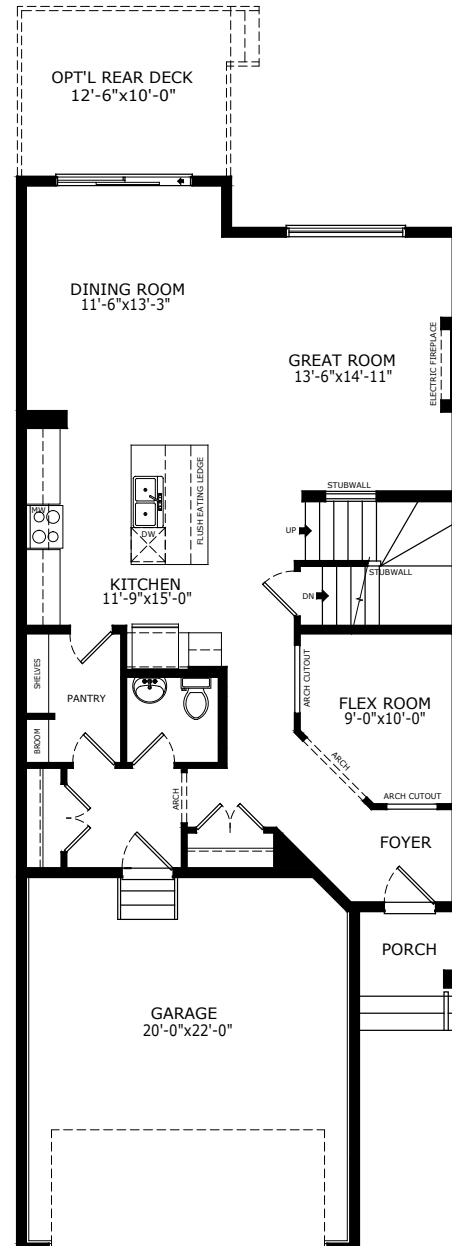 OPT'L REAR DECK
12'-6"x10'-0"
DINING ROOM
11'-6"x13'-3"
GREAT ROOM
13'-6"x14'-11"
ELECTRIC FIREPLACE
FLUSH EATING LEDGE
STUBWALL
MW
UP
DW
STUBWALL
KITCHEN
11'-9"x15'-0"
DN
SHELVES
PANTRY
ARCH CUTOUT
FLEX ROOM
9'-0"x10'-0"
BROOM
ARCH
ARCH
ARCH CUTOUT
FOYER
PORCH
GARAGE
20'-0"x22'-0"